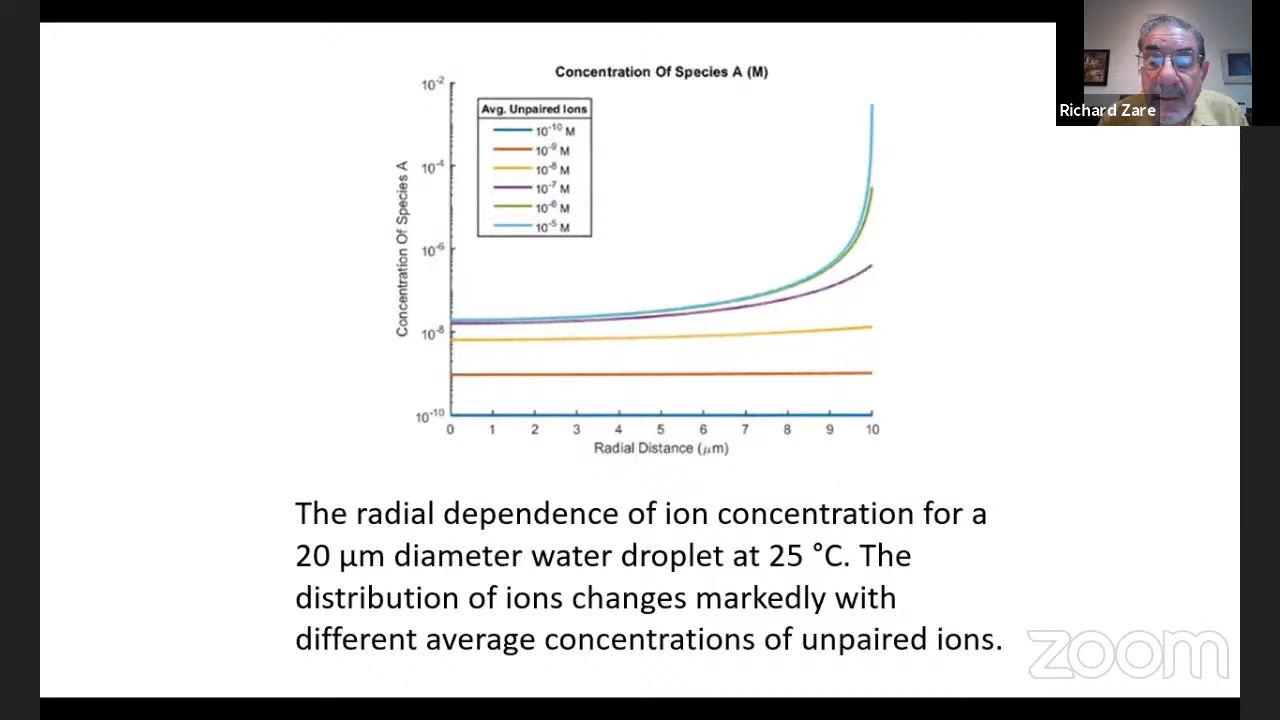 Richard Zare
Concentration Of Species A (M)
Concentration Of Species A
10⁻²
10⁻⁴
10⁻⁶
10⁻⁸
10⁻¹⁰
Avg. Unpaired Ions
10⁻¹⁰ M
10⁻⁹ M
10⁻⁸ M
10⁻⁷ M
10⁻⁶ M
10⁻⁵ M
0 1 2 3 4 5 6 7 8 9 10
Radial Distance (μm)
The radial dependence of ion concentration for a
20 μm diameter water droplet at 25 °C. The
distribution of ions changes markedly with
different average concentrations of unpaired ions.
zoom